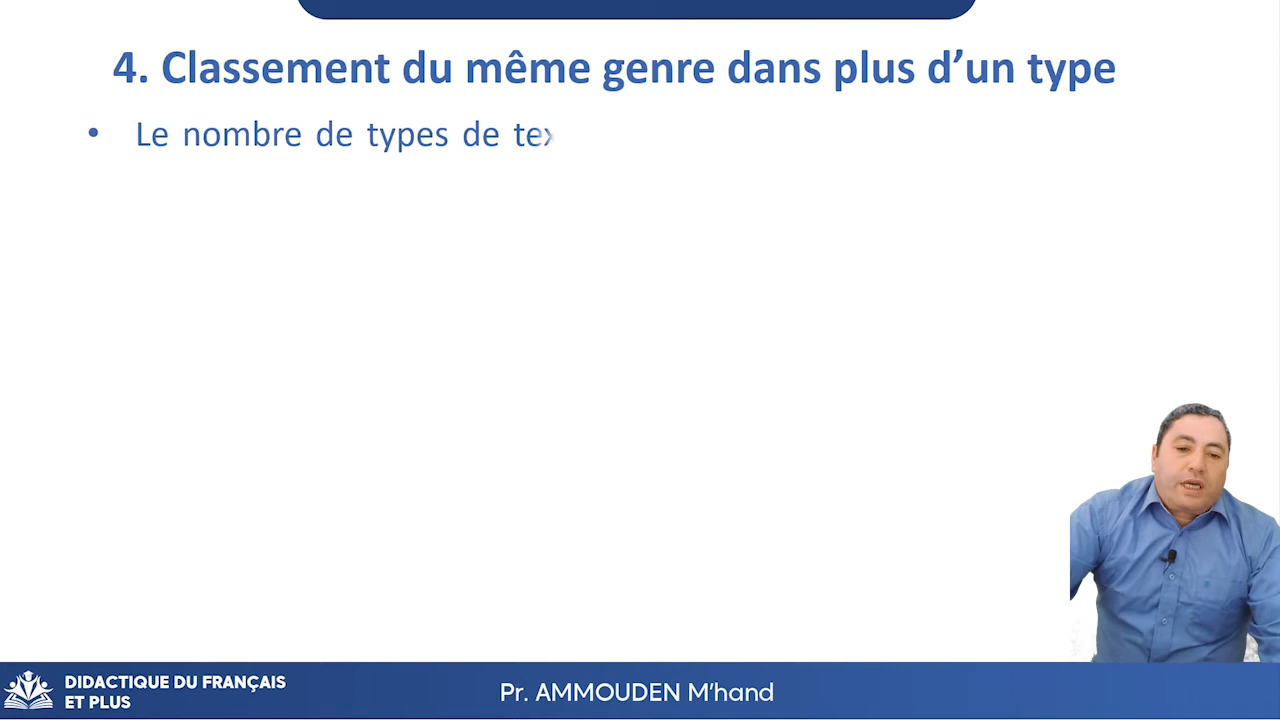 4. Classement du même genre dans plus d’un type
• Le nombre de types de
DIDACTIQUE DU FRANÇAIS
ET PLUS
Pr. AMMOUDEN M’hand